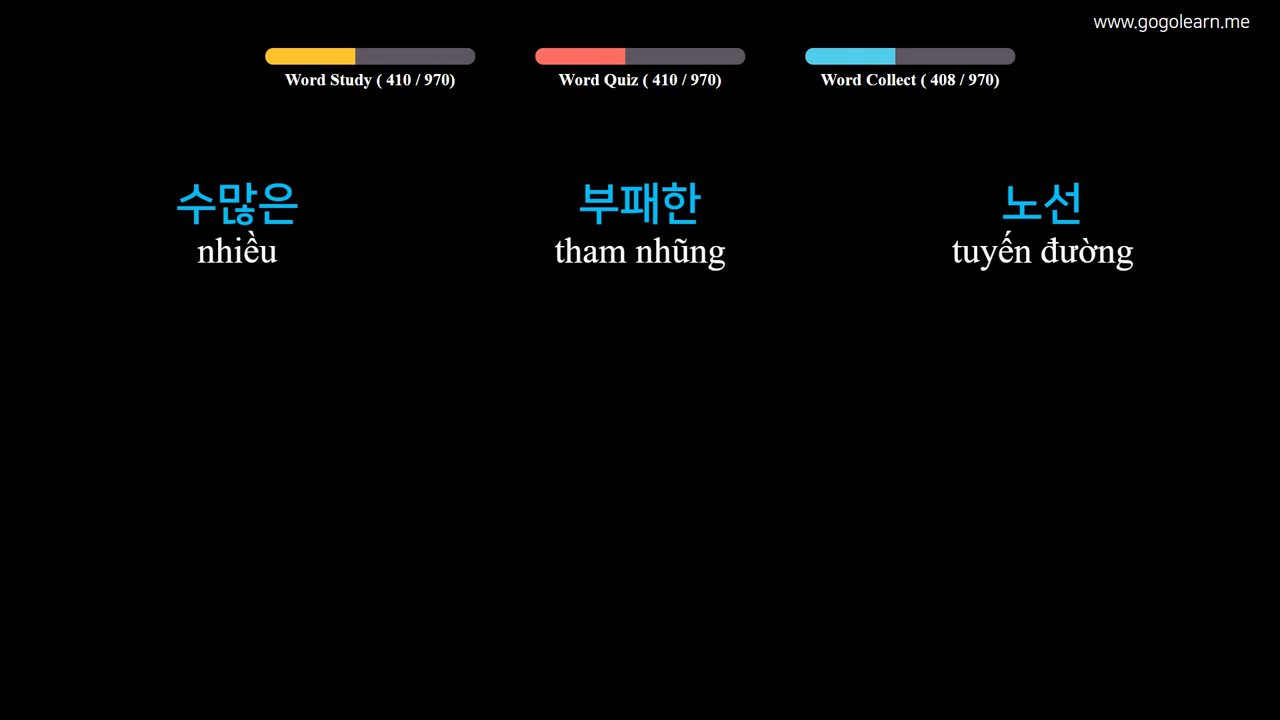 www.gogolearn.me
Word Study ( 410 / 970)
Word Quiz ( 410 / 970)
Word Collect ( 408 / 970)
수많은
nhiều
부패한
tham nhũng
노선
tuyến đường